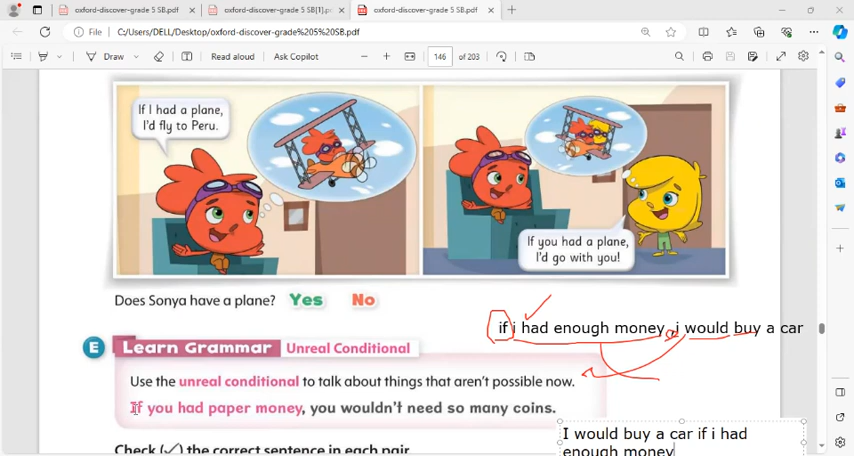 oxford-discover-grade 5 SB.pdf
oxford-discover-grade 5 SB[1].p
oxford-discover-grade 5 SB.pdf
File
C:/Users/DELL/Desktop/oxford-discover-grade%205%20SB.pdf
Draw
Read aloud
Ask Copilot
146 of 203
If I had a plane,
I'd fly to Peru.
If you had a plane,
I'd go with you!
Does Sonya have a plane? Yes No
if i had enough money , i would buy a car
E Learn Grammar Unreal Conditional
Use the unreal conditional to talk about things that aren't possible now.
If you had paper money, you wouldn't need so many coins.
I would buy a car if i had
enough money
Check (✓) the correct sentence in each pair.